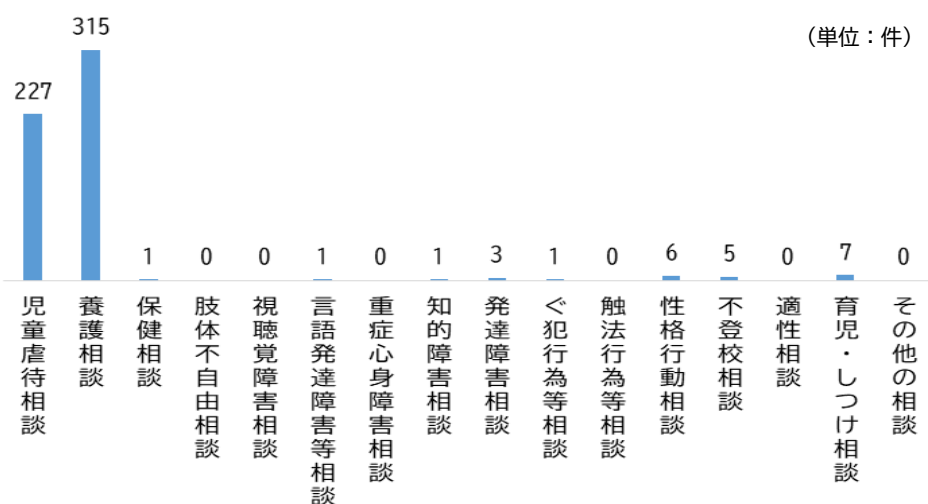 （単位：件）
227
315
1
0
0
1
0
1
3
1
0
6
5
0
7
0
児童虐待相談
養護相談
保健相談
肢体不自由相談
視聴覚障害相談
言語発達障害等相談
重症心身障害相談
知的障害相談
発達障害相談
ぐ犯行為等相談
触法行為等相談
性格行動相談
不登校相談
適性相談
育児・しつけ相談
その他の相談